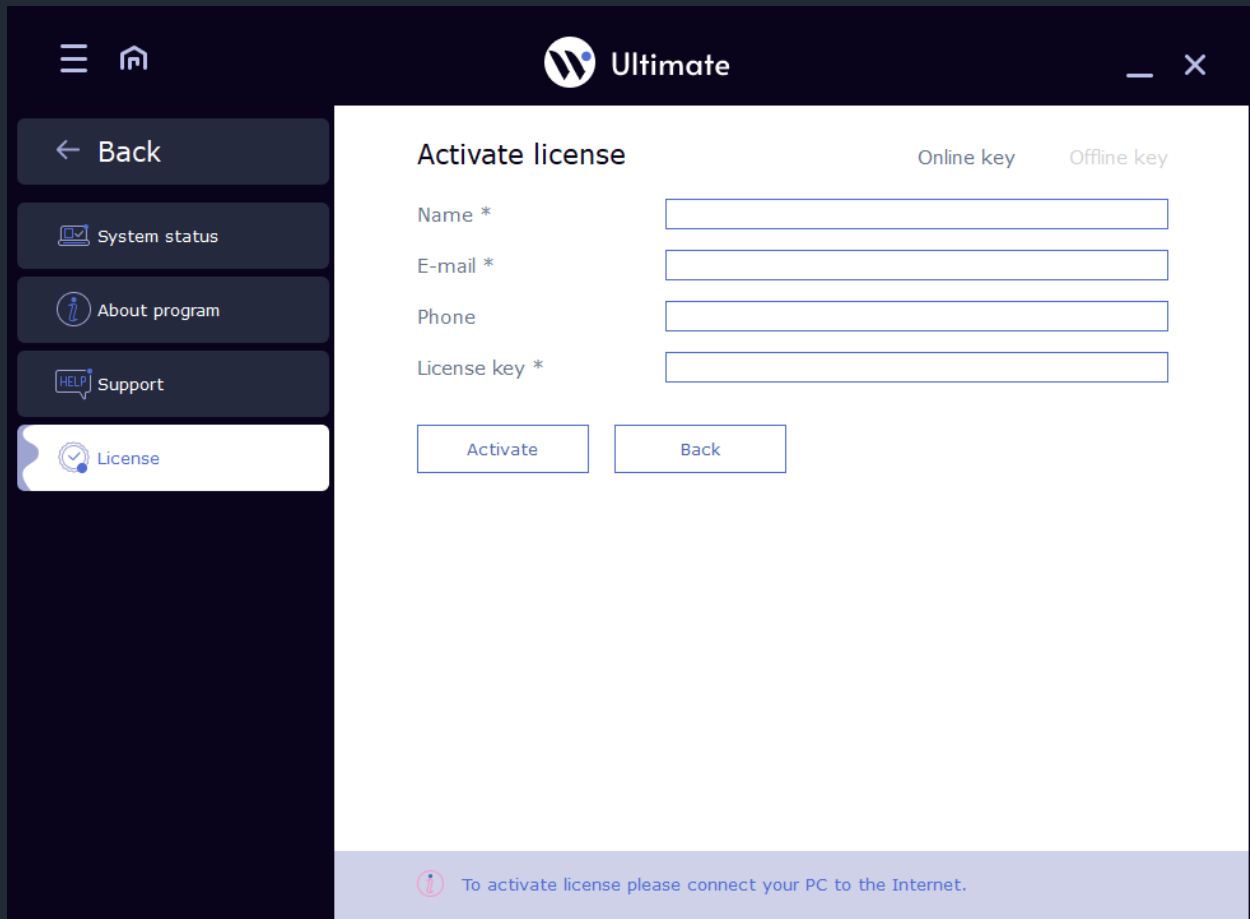 Ultimate
Back
System status
About program
HELP
Support
License
Activate license
Online key
Offline key
Name *
E-mail *
Phone
License key *
Activate
Back
To activate license please connect your PC to the Internet.